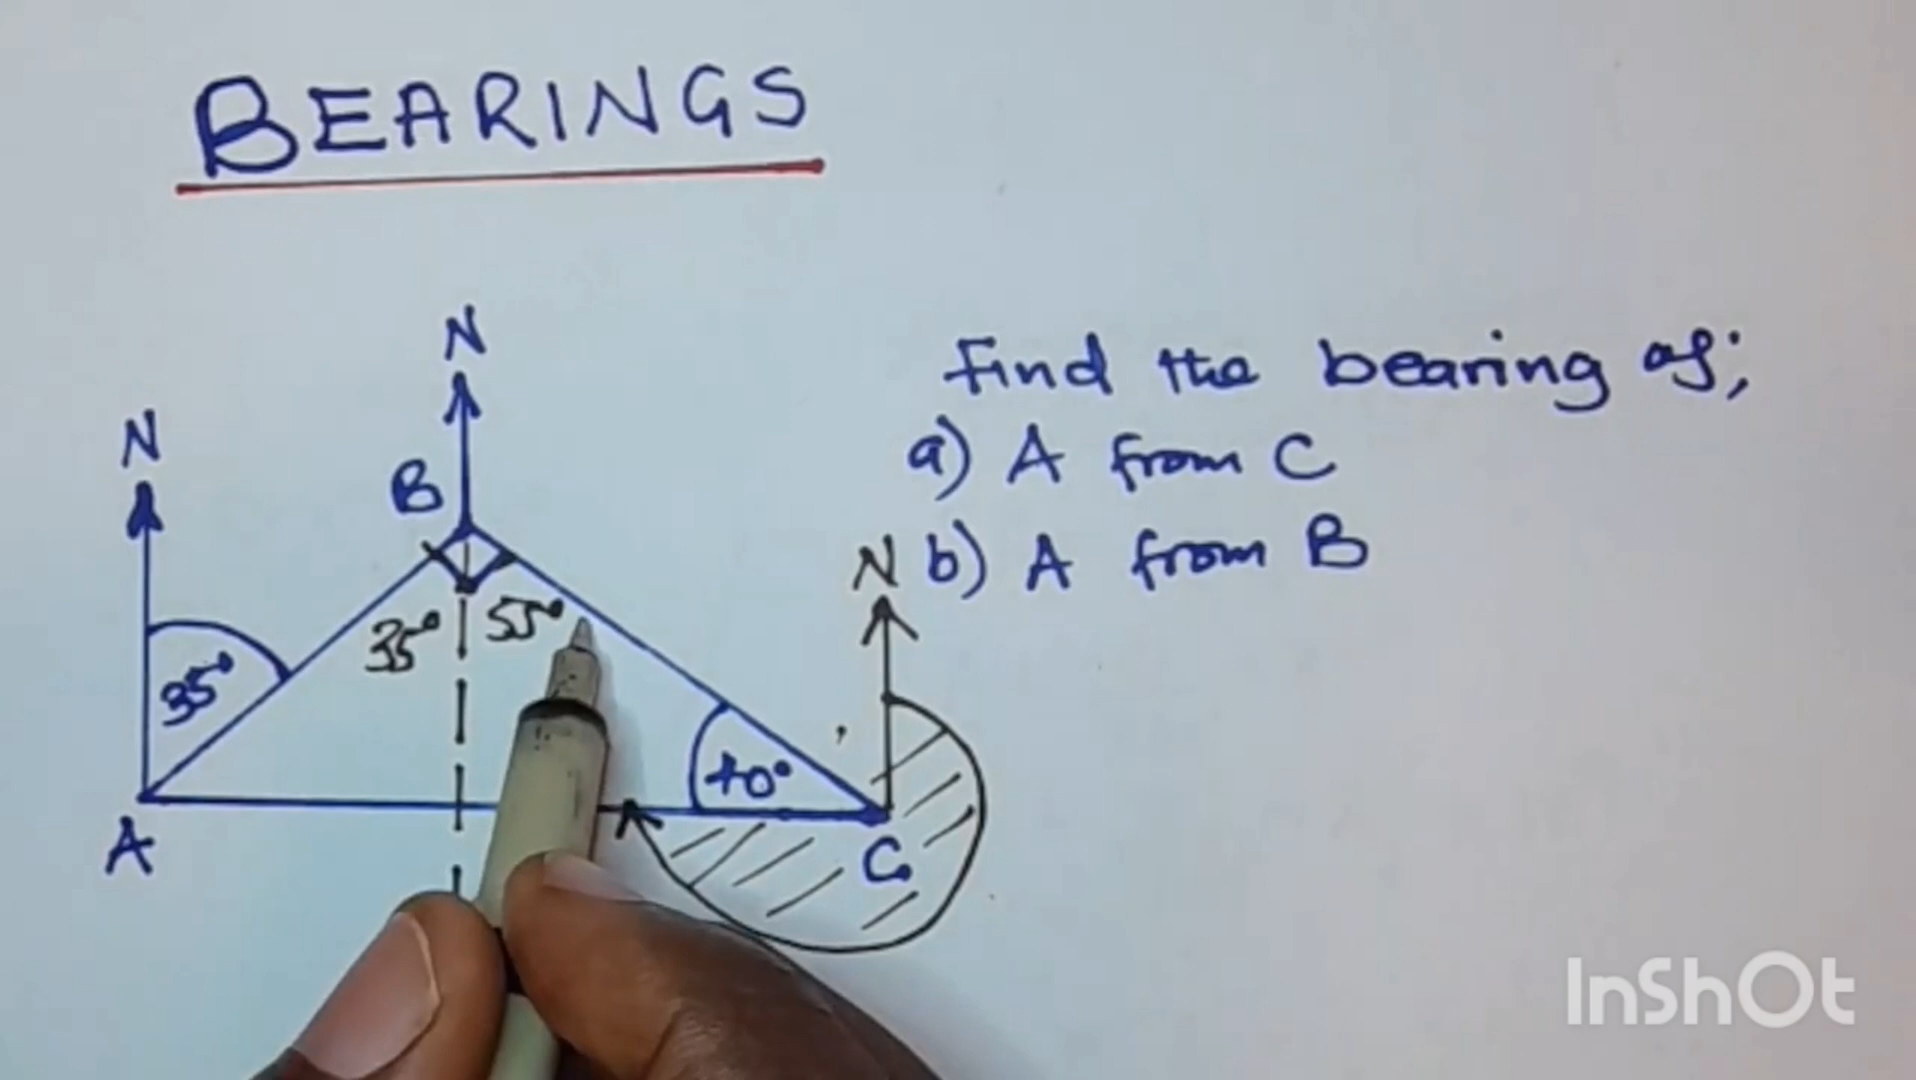 BEARINGS
N
B
N
35°
35°
55°
A
40°
C
N
Find the bearing of;
a) A from C
b) A from B
InShOt